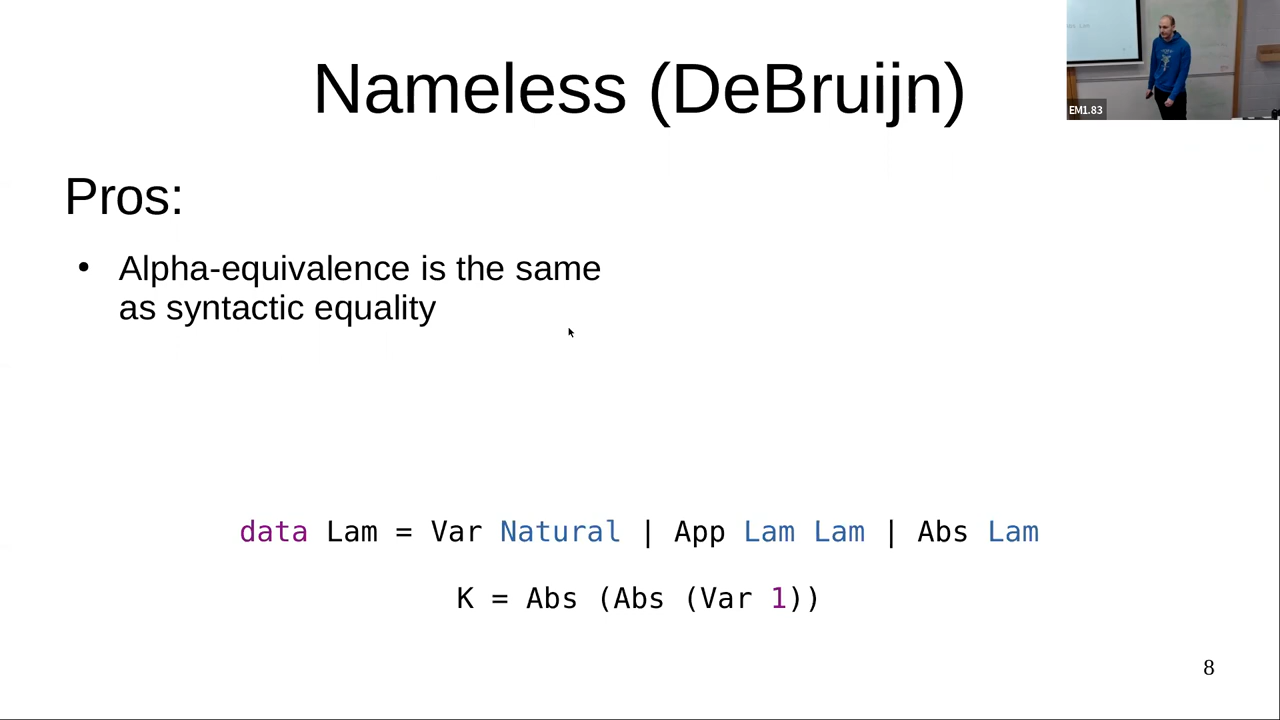 Nameless (DeBruijn)
EM1.83
Pros:
• Alpha-equivalence is the same
as syntactic equality
data Lam = Var Natural | App Lam Lam | Abs Lam
K = Abs (Abs (Var 1))
8